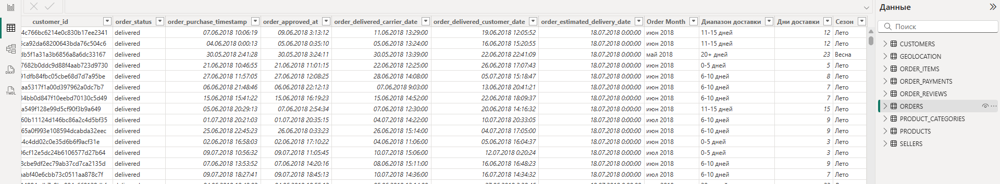 Данные
Поиск
customer_id order_status order_purchase_timestamp order_approved_at order_delivered_carrier_date order_delivered_customer_date order_estimated_delivery_date Order Month Диапазон доставки Дни доставки Сезон
4c766bc6214e0c830b17ee2341 delivered 07.06.2018 10:06:19 09.06.2018 3:13:12 11.06.2018 13:29:00 19.06.2018 12:05:52 18.07.2018 0:00:00 июн 2018 11-15 дней 12 Лето
5ca92da68200643bda76c504c6 delivered 04.06.2018 0:00:13 05.06.2018 0:35:10 05.06.2018 13:24:00 16.06.2018 15:20:55 18.07.2018 0:00:00 июн 2018 11-15 дней 12 Лето
db5f1a31a3b6856a8a6dc33167 delivered 30.05.2018 2:41:28 30.05.2018 3:24:11 30.05.2018 13:39:00 22.06.2018 22:41:09 18.07.2018 0:00:00 май 2018 20+ дней 23 Весна
7682b0ddc9d88f4aab723d9730 delivered 21.06.2018 10:46:55 21.06.2018 11:01:15 22.06.2018 12:25:00 26.06.2018 17:07:43 18.07.2018 0:00:00 июн 2018 0-5 дней 5 Лето
91dfb84fbc05cbe68d7d7a95be delivered 27.06.2018 11:57:05 27.06.2018 12:08:25 28.06.2018 14:08:00 05.07.2018 15:18:47 18.07.2018 0:00:00 июн 2018 6-10 дней 8 Лето
aa5317f1a00d397962a0dc7b7 delivered 06.06.2018 21:48:46 06.06.2018 22:12:13 07.06.2018 9:03:00 13.06.2018 20:41:21 18.07.2018 0:00:00 июн 2018 6-10 дней 7 Лето
34bb0d847f10eebd70130c5d49 delivered 15.06.2018 15:41:22 15.06.2018 16:19:23 15.06.2018 14:52:00 22.06.2018 18:09:37 18.07.2018 0:00:00 июн 2018 6-10 дней 7 Лето
a549f128e99d5cf90f3b9a649 delivered 05.06.2018 20:29:13 07.06.2018 2:54:34 07.06.2018 12:30:00 20.06.2018 14:16:32 18.07.2018 0:00:00 июн 2018 11-15 дней 15 Лето
60b11124d146bc86a2c4d5bf35 delivered 01.07.2018 20:21:03 01.07.2018 20:35:15 04.07.2018 14:22:00 10.07.2018 20:33:05 18.07.2018 0:00:00 июл 2018 6-10 дней 9 Лето
65a0f993e108594dcabda32eec delivered 25.06.2018 22:45:23 26.06.2018 0:33:23 26.06.2018 15:14:00 04.07.2018 17:05:00 18.07.2018 0:00:00 июн 2018 6-10 дней 9 Лето
4c4dd02c0e35d6b6f9acf31e delivered 02.06.2018 16:58:03 02.06.2018 17:10:22 04.06.2018 11:06:00 05.06.2018 16:04:37 18.07.2018 0:00:00 июн 2018 0-5 дней 3 Лето
06cf12e5dc24b6106577d27b64 delivered 09.07.2018 10:56:32 09.07.2018 11:05:45 10.07.2018 15:06:00 12.07.2018 0:20:24 18.07.2018 0:00:00 июл 2018 0-5 дней 3 Лето
8cbe9df2ec79ab37cd7ca2135d delivered 07.06.2018 13:53:52 07.06.2018 14:20:16 08.06.2018 15:11:00 16.06.2018 16:48:23 18.07.2018 0:00:00 июн 2018 6-10 дней 9 Лето
aabf40e6cbb73c0511aa878c7f delivered 09.07.2018 18:27:41 09.07.2018 18:45:13 10.07.2018 14:36:00 16.07.2018 14:34:32 18.07.2018 0:00:00 июл 2018 6-10 дней 7 Лето
CUSTOMERS
GEOLOCATION
ORDER_ITEMS
ORDER_PAYMENTS
ORDER_REVIEWS
ORDERS
PRODUCT_CATEGORIES
PRODUCTS
SELLERS
DAX
TMDL